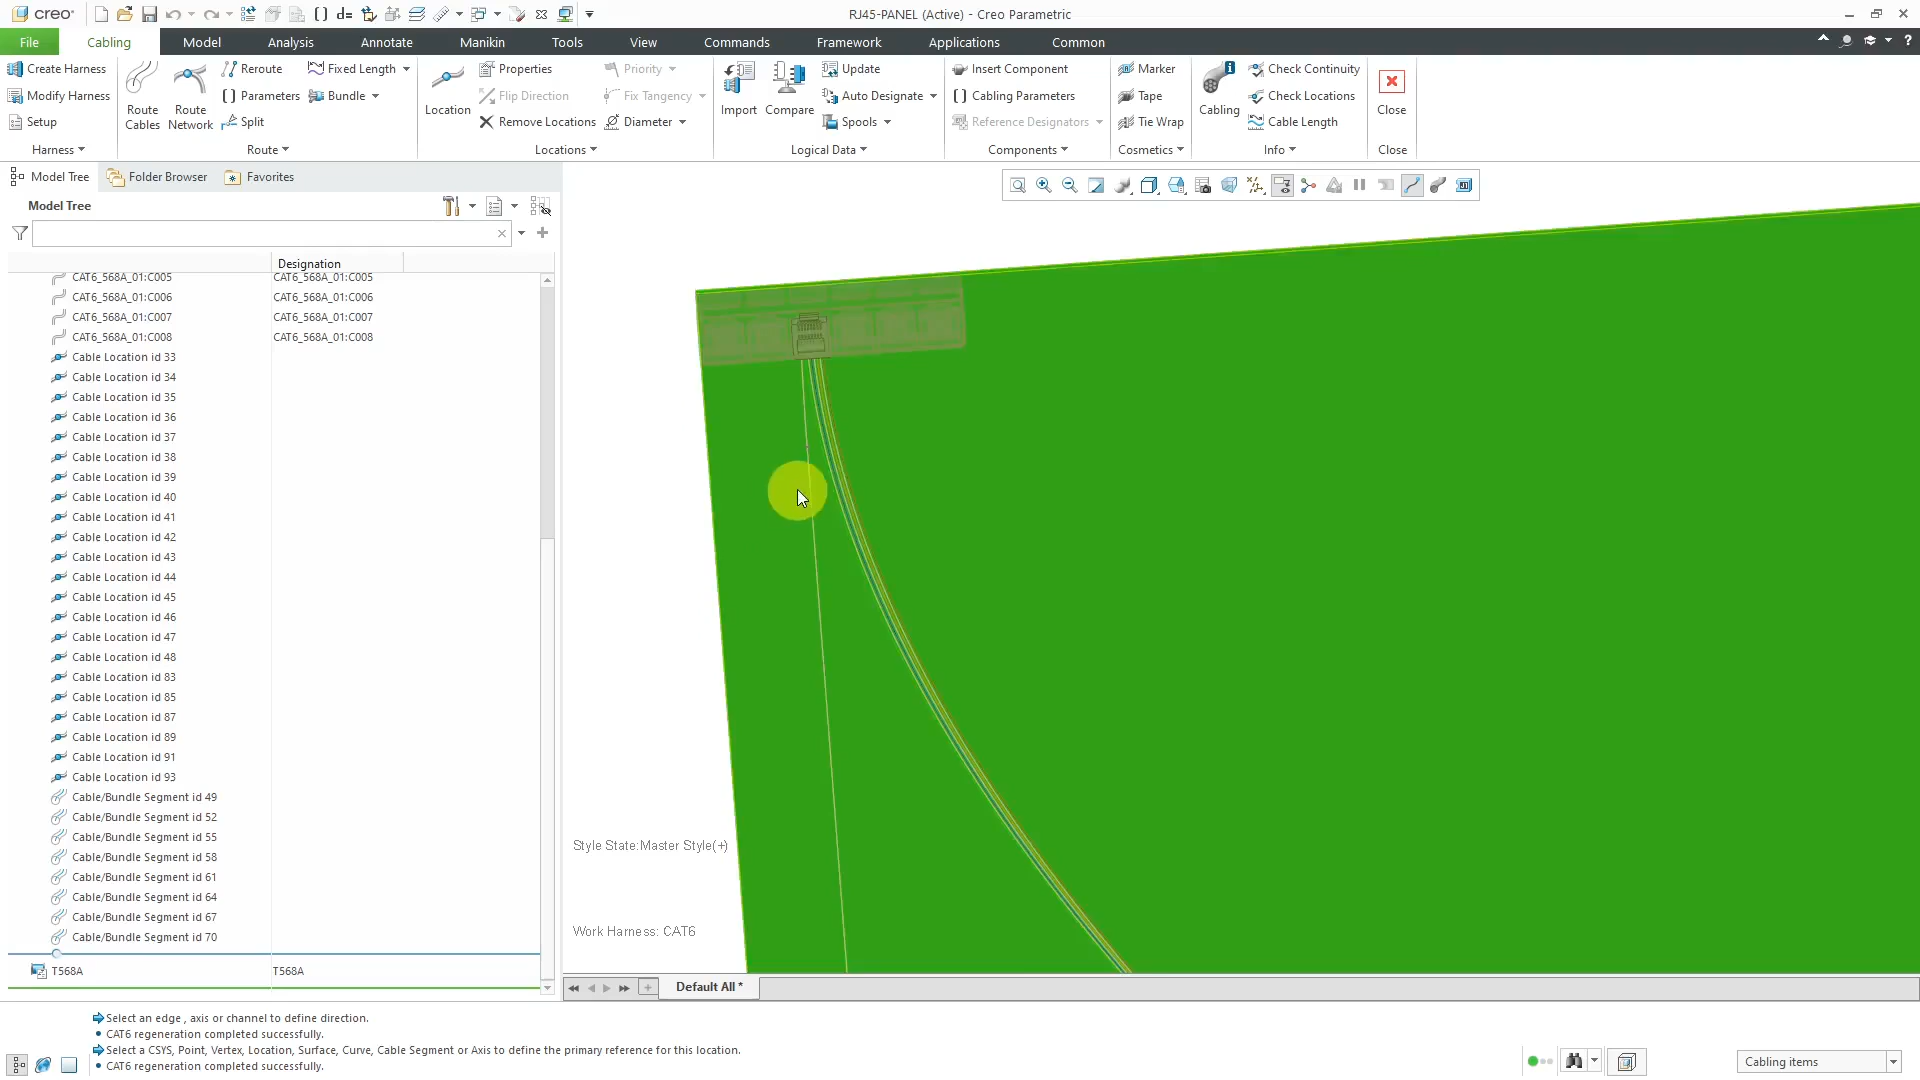 creo
RJ45-PANEL (Active) - Creo Parametric
File
Cabling
Model
Analysis
Annotate
Manikin
Tools
View
Commands
Framework
Applications
Common
Create Harness
Modify Harness
Setup
Harness
Route Cables
Route Network
Reroute
Parameters
Split
Fixed Length
Bundle
Route
Location
Properties
Flip Direction
Remove Locations
Priority
Fix Tangency
Diameter
Locations
Import
Compare
Update
Auto Designate
Spools
Logical Data
Insert Component
Cabling Parameters
Reference Designators
Components
Marker
Tape
Tie Wrap
Cosmetics
Cabling
Check Continuity
Check Locations
Cable Length
Info
Close
Close
Model Tree
Folder Browser
Favorites
Model Tree
Designation
CAT6_568A_01:C005 CAT6_568A_01:C005
CAT6_568A_01:C006 CAT6_568A_01:C006
CAT6_568A_01:C007 CAT6_568A_01:C007
CAT6_568A_01:C008 CAT6_568A_01:C008
Cable Location id 33
Cable Location id 34
Cable Location id 35
Cable Location id 36
Cable Location id 37
Cable Location id 38
Cable Location id 39
Cable Location id 40
Cable Location id 41
Cable Location id 42
Cable Location id 43
Cable Location id 44
Cable Location id 45
Cable Location id 46
Cable Location id 47
Cable Location id 48
Cable Location id 83
Cable Location id 85
Cable Location id 87
Cable Location id 89
Cable Location id 91
Cable Location id 93
Cable/Bundle Segment id 49
Cable/Bundle Segment id 52
Cable/Bundle Segment id 55
Cable/Bundle Segment id 58
Cable/Bundle Segment id 61
Cable/Bundle Segment id 64
Cable/Bundle Segment id 67
Cable/Bundle Segment id 70
T568A T568A
Style State:Master Style(+)
Work Harness: CAT6
Default All *
Select an edge , axis or channel to define direction.
• CAT6 regeneration completed successfully.
Select a CSYS, Point, Vertex, Location, Surface, Curve, Cable Segment or Axis to define the primary reference for this location.
• CAT6 regeneration completed successfully.
Cabling items